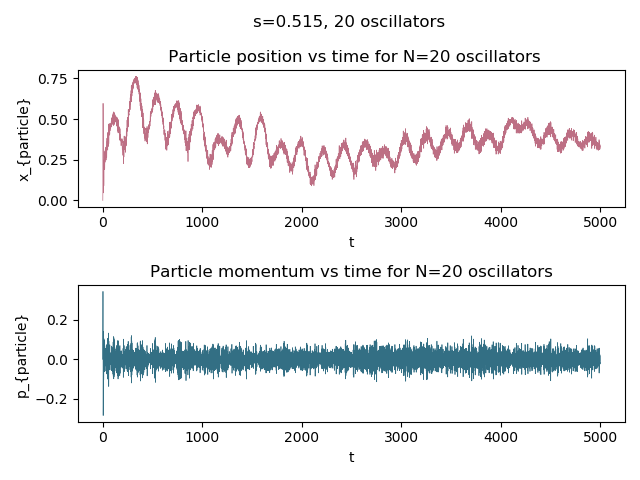 s=0.515, 20 oscillators
Particle position vs time for N=20 oscillators
x_{particle}
0.75
0.50
0.25
0.00
0
1000
2000
3000
4000
5000
t
Particle momentum vs time for N=20 oscillators
p_{particle}
0.2
0.0
−0.2
0
1000
2000
3000
4000
5000
t